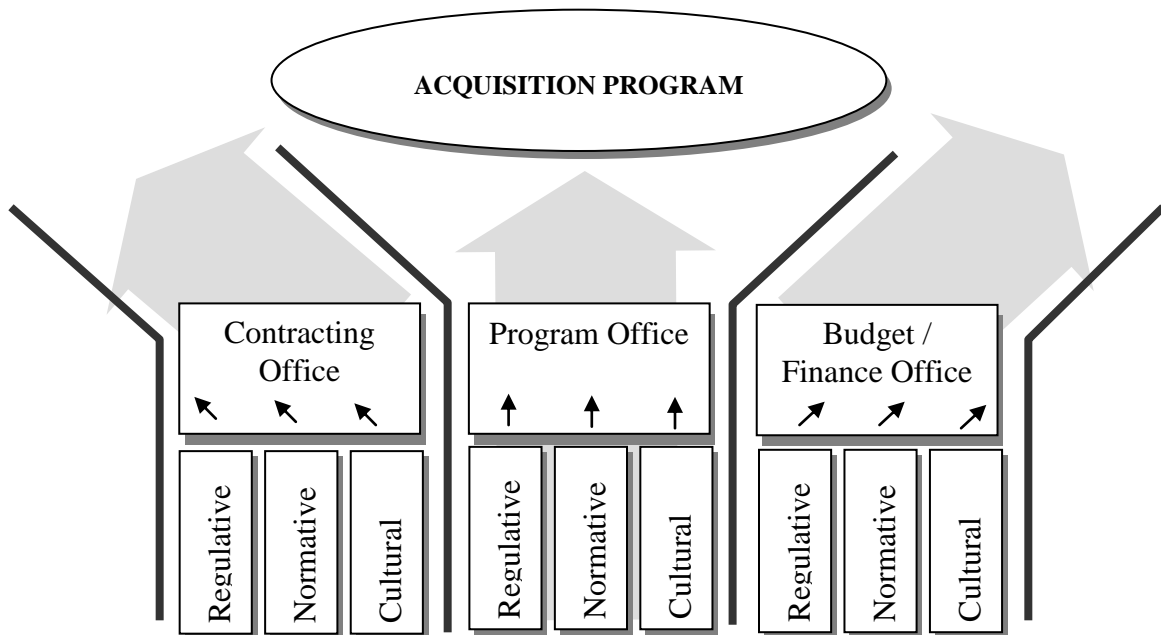 ACQUISITION PROGRAM
Contracting
Office
Program Office
Budget /
Finance Office
Regulative
Normative
Cultural
Regulative
Normative
Cultural
Regulative
Normative
Cultural